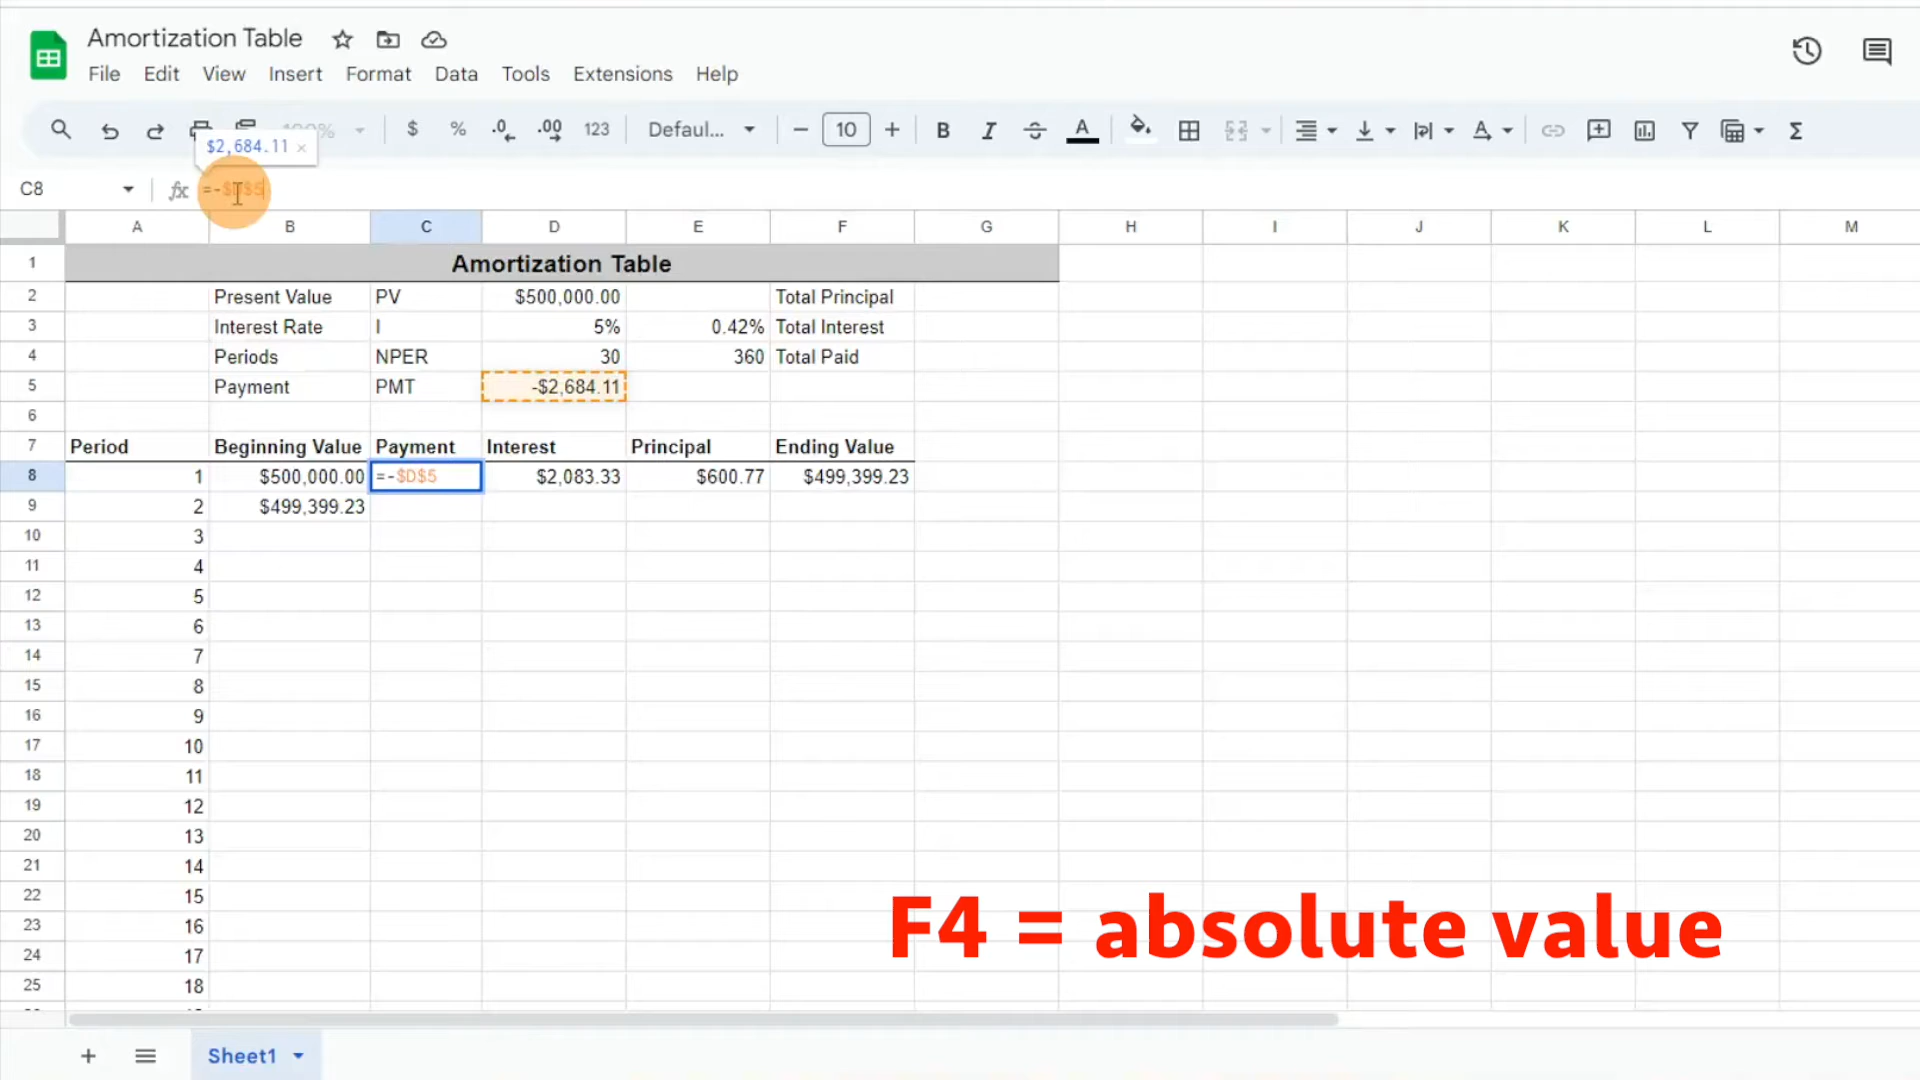 Amortization Table
File Edit View Insert Format Data Tools Extensions Help
$ % .0 .00 123 Defaul... − 10 + B I A A Σ
$2,684.11 ×
C8 fx =-$D$5
A B C D E F G H I J K L M
1 Amortization Table
2 Present Value PV $500,000.00 Total Principal
3 Interest Rate I 5% 0.42% Total Interest
4 Periods NPER 30 360 Total Paid
5 Payment PMT -$2,684.11
6
7 Period Beginning Value Payment Interest Principal Ending Value
8 1 $500,000.00 =-$D$5 $2,083.33 $600.77 $499,399.23
9 2 $499,399.23
10 3
11 4
12 5
13 6
14 7
15 8
16 9
17 10
18 11
19 12
20 13
21 14
22 15
23 16
24 17
25 18
F4 = absolute value
+ Sheet1